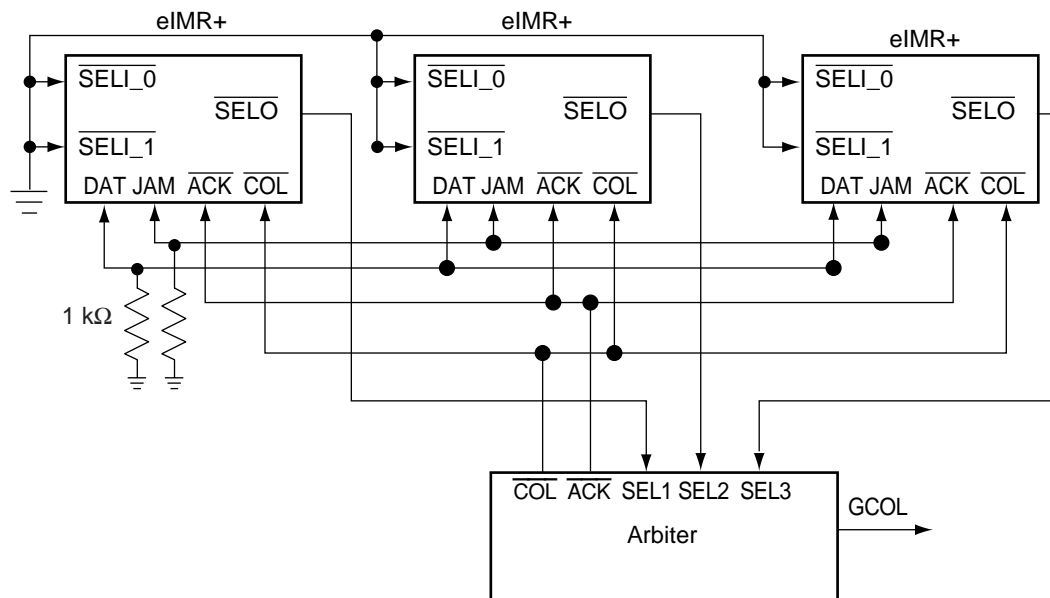 eIMR+
eIMR+
eIMR+
SELI_0
SELO
SELI_1
DAT JAM ACK COL
SELI_0
SELO
SELI_1
DAT JAM ACK COL
SELI_0
SELO
SELI_1
DAT JAM ACK COL
1 kΩ
COL ACK SEL1 SEL2 SEL3
Arbiter
GCOL